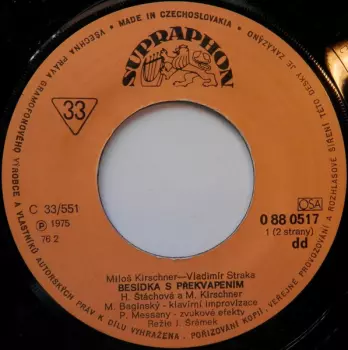 MADE IN CZECHOSLOVAKIA
SUPRAPHON
33
C 33/551
Ⓟ 1975
76 2
OSA
0 88 0517
1 (2 strany)
dd
Miloš Kirschner—Vladimír Straka
BESÍDKA S PŘEKVAPENÍM
H. Štáchová a M. Kirschner
M. Baginský - klavírní improvizace
P. Messany - zvukové efekty
Režie J. Šrámek
VŠECHNA PRÁVA GRAMOFONOVÉHO VÝROBCE A VLASTNÍKŮ AUTORSKÝCH PRÁV K DÍLU VYHRAŽENA. POŘIZOVÁNÍ KOPIÍ, VEŘEJNÉ PROVOZOVÁNÍ A ROZHLASOVÉ ŠÍŘENÍ TÉTO DESKY JE ZAKÁZÁNO